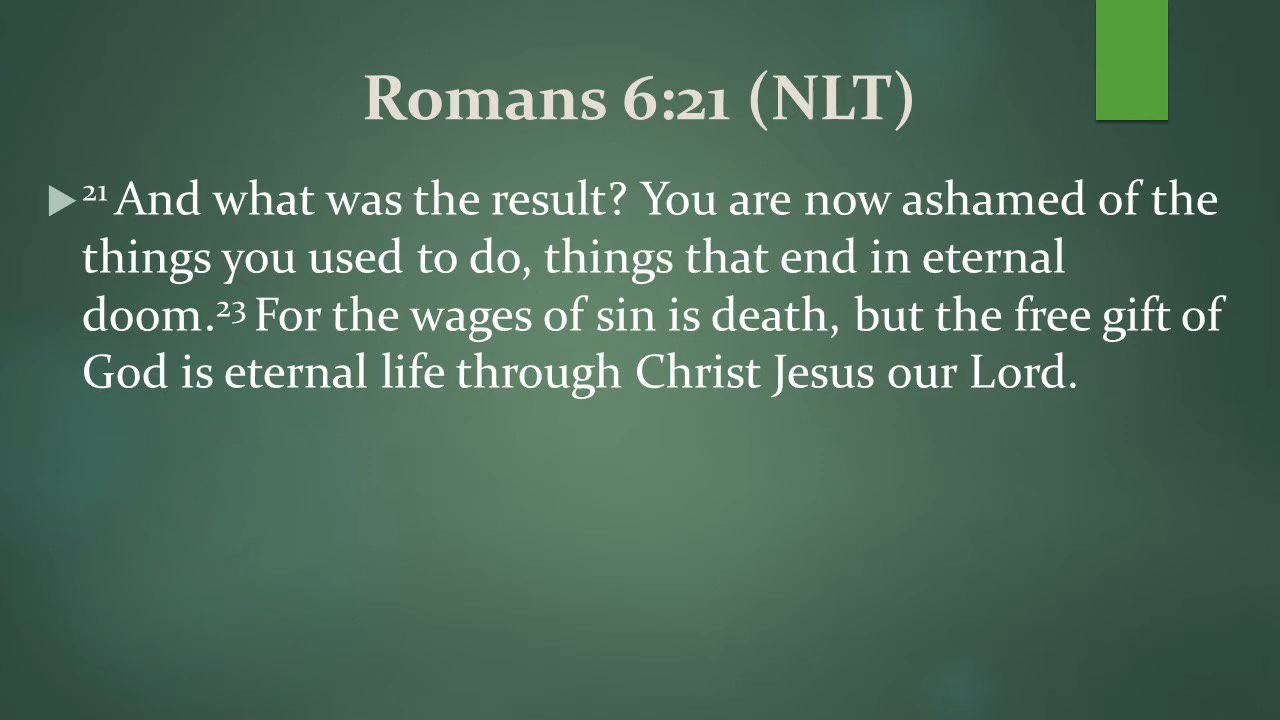 Romans 6:21 (NLT)
21 And what was the result? You are now ashamed of the
things you used to do, things that end in eternal
doom.23 For the wages of sin is death, but the free gift of
God is eternal life through Christ Jesus our Lord.